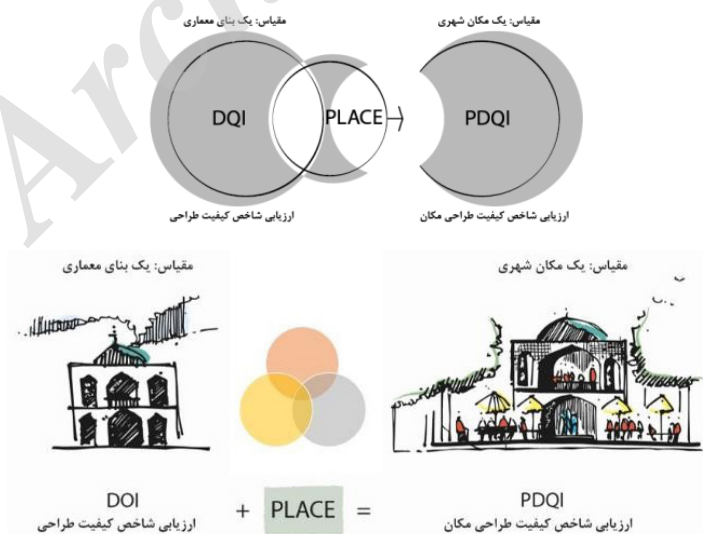 مقیاس: یک مکان شهری
مقیاس: یک بنای معماری
DQI
PLACE
PDQI
ارزیابی شاخص کیفیت طراحی
ارزیابی شاخص کیفیت طراحی مکان
مقیاس: یک بنای معماری
مقیاس: یک مکان شهری
DOI
+ PLACE =
PDQI
ارزیابی شاخص کیفیت طراحی
ارزیابی شاخص کیفیت طراحی مکان